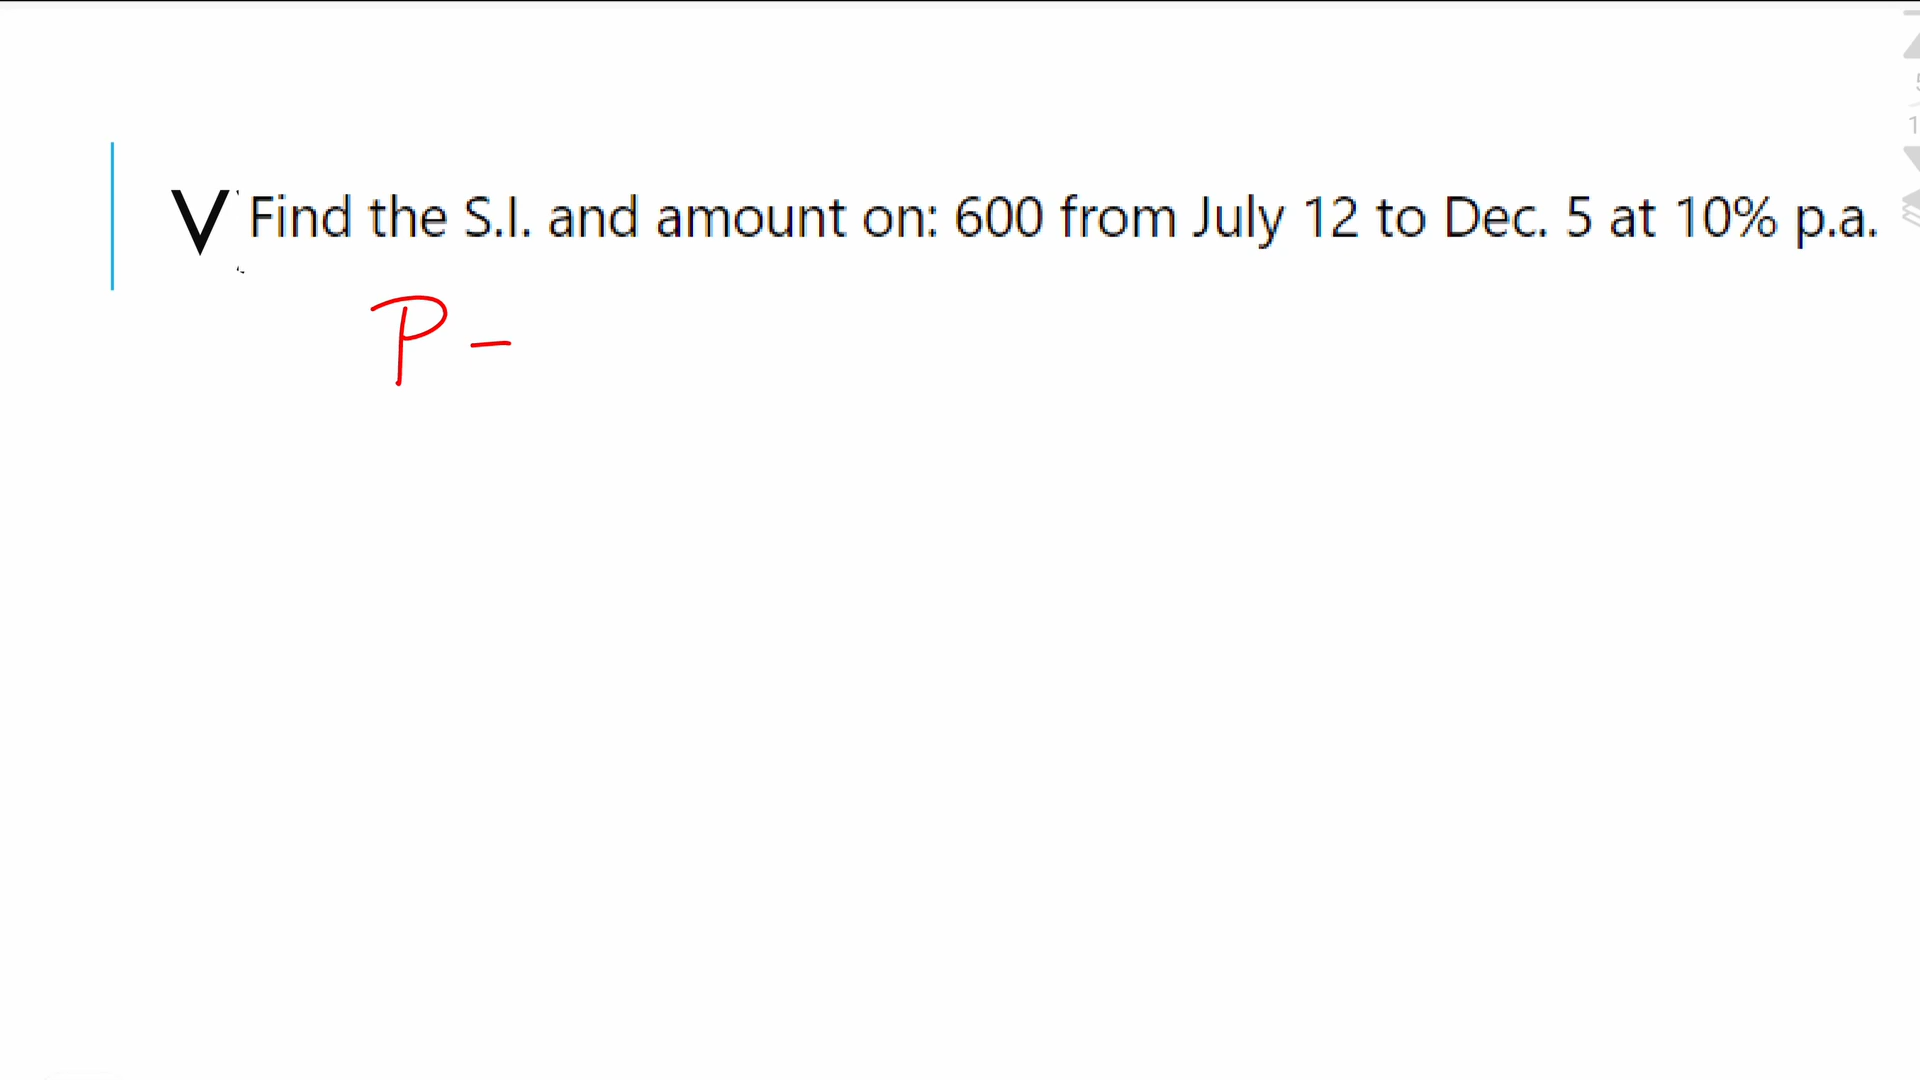 V Find the S.I. and amount on: 600 from July 12 to Dec. 5 at 10% p.a.
P -